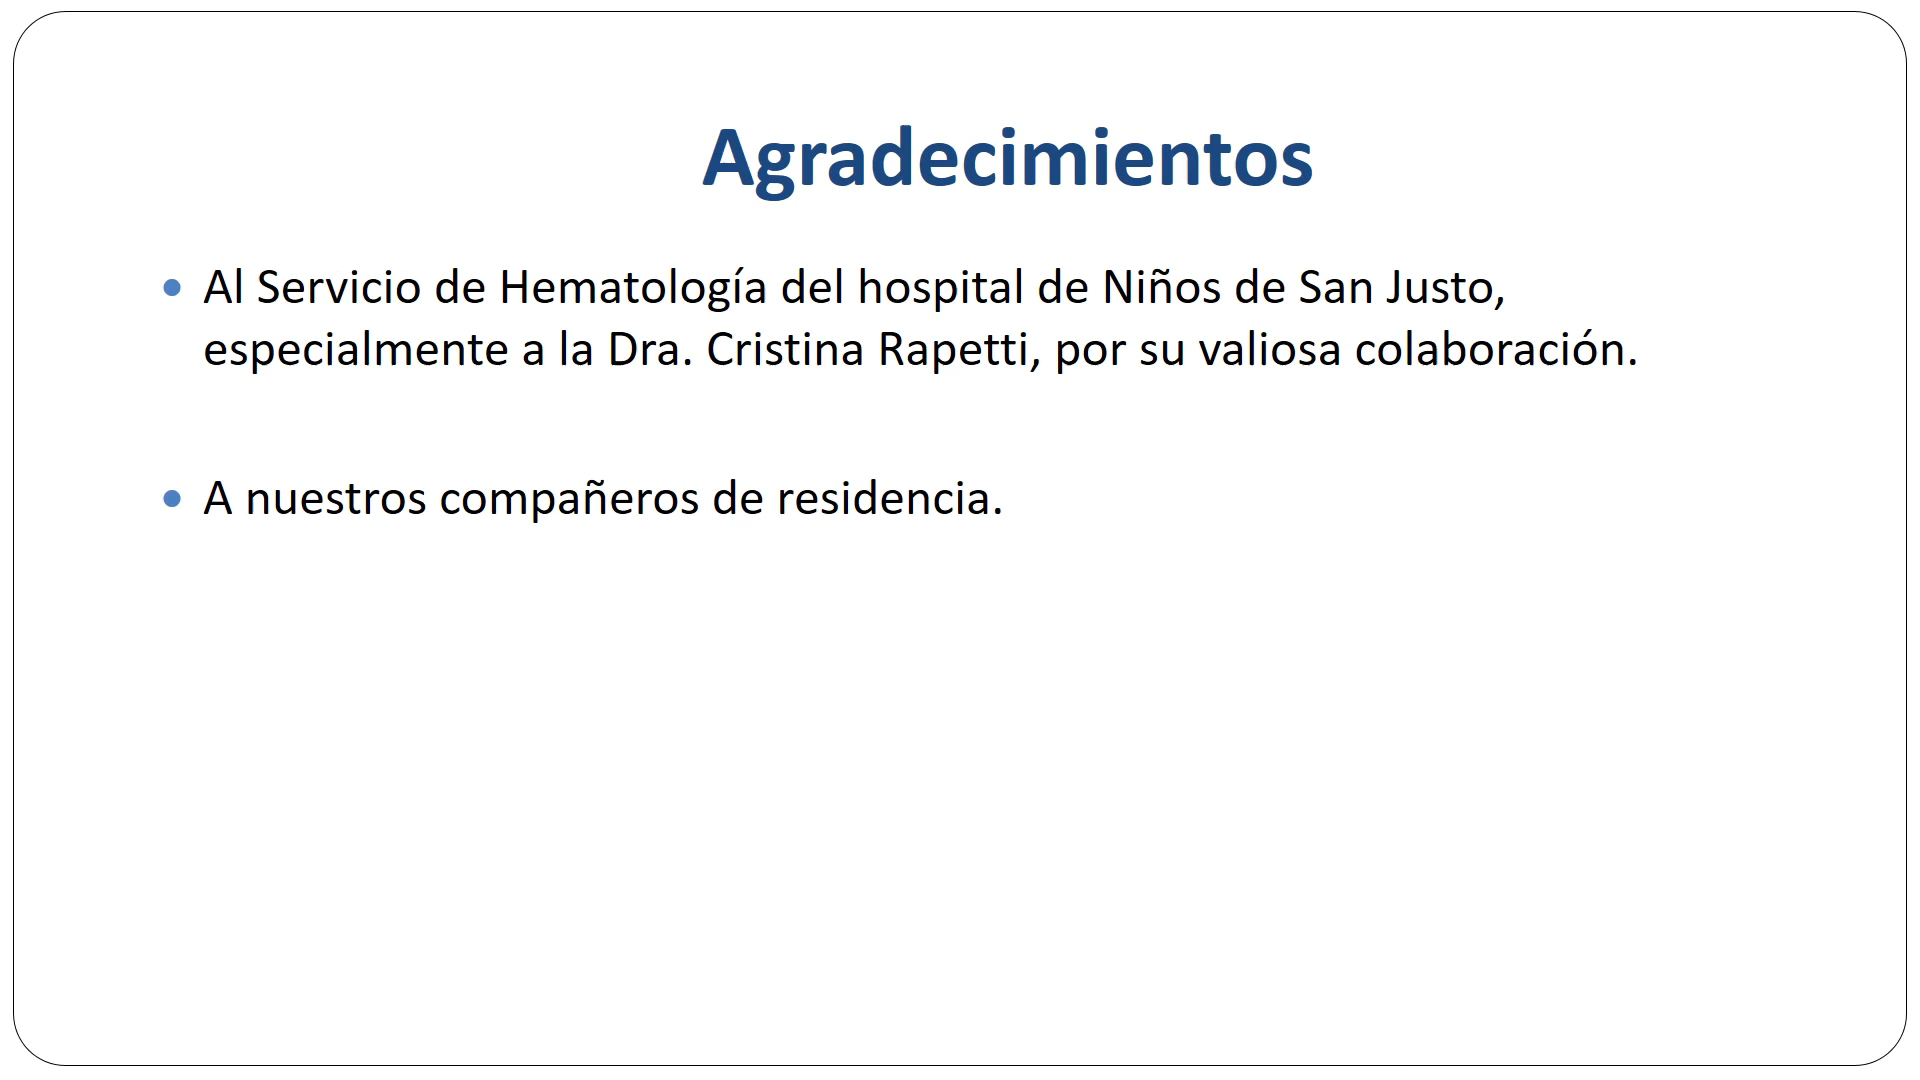 Agradecimientos
• Al Servicio de Hematología del hospital de Niños de San Justo,
especialmente a la Dra. Cristina Rapetti, por su valiosa colaboración.
• A nuestros compañeros de residencia.